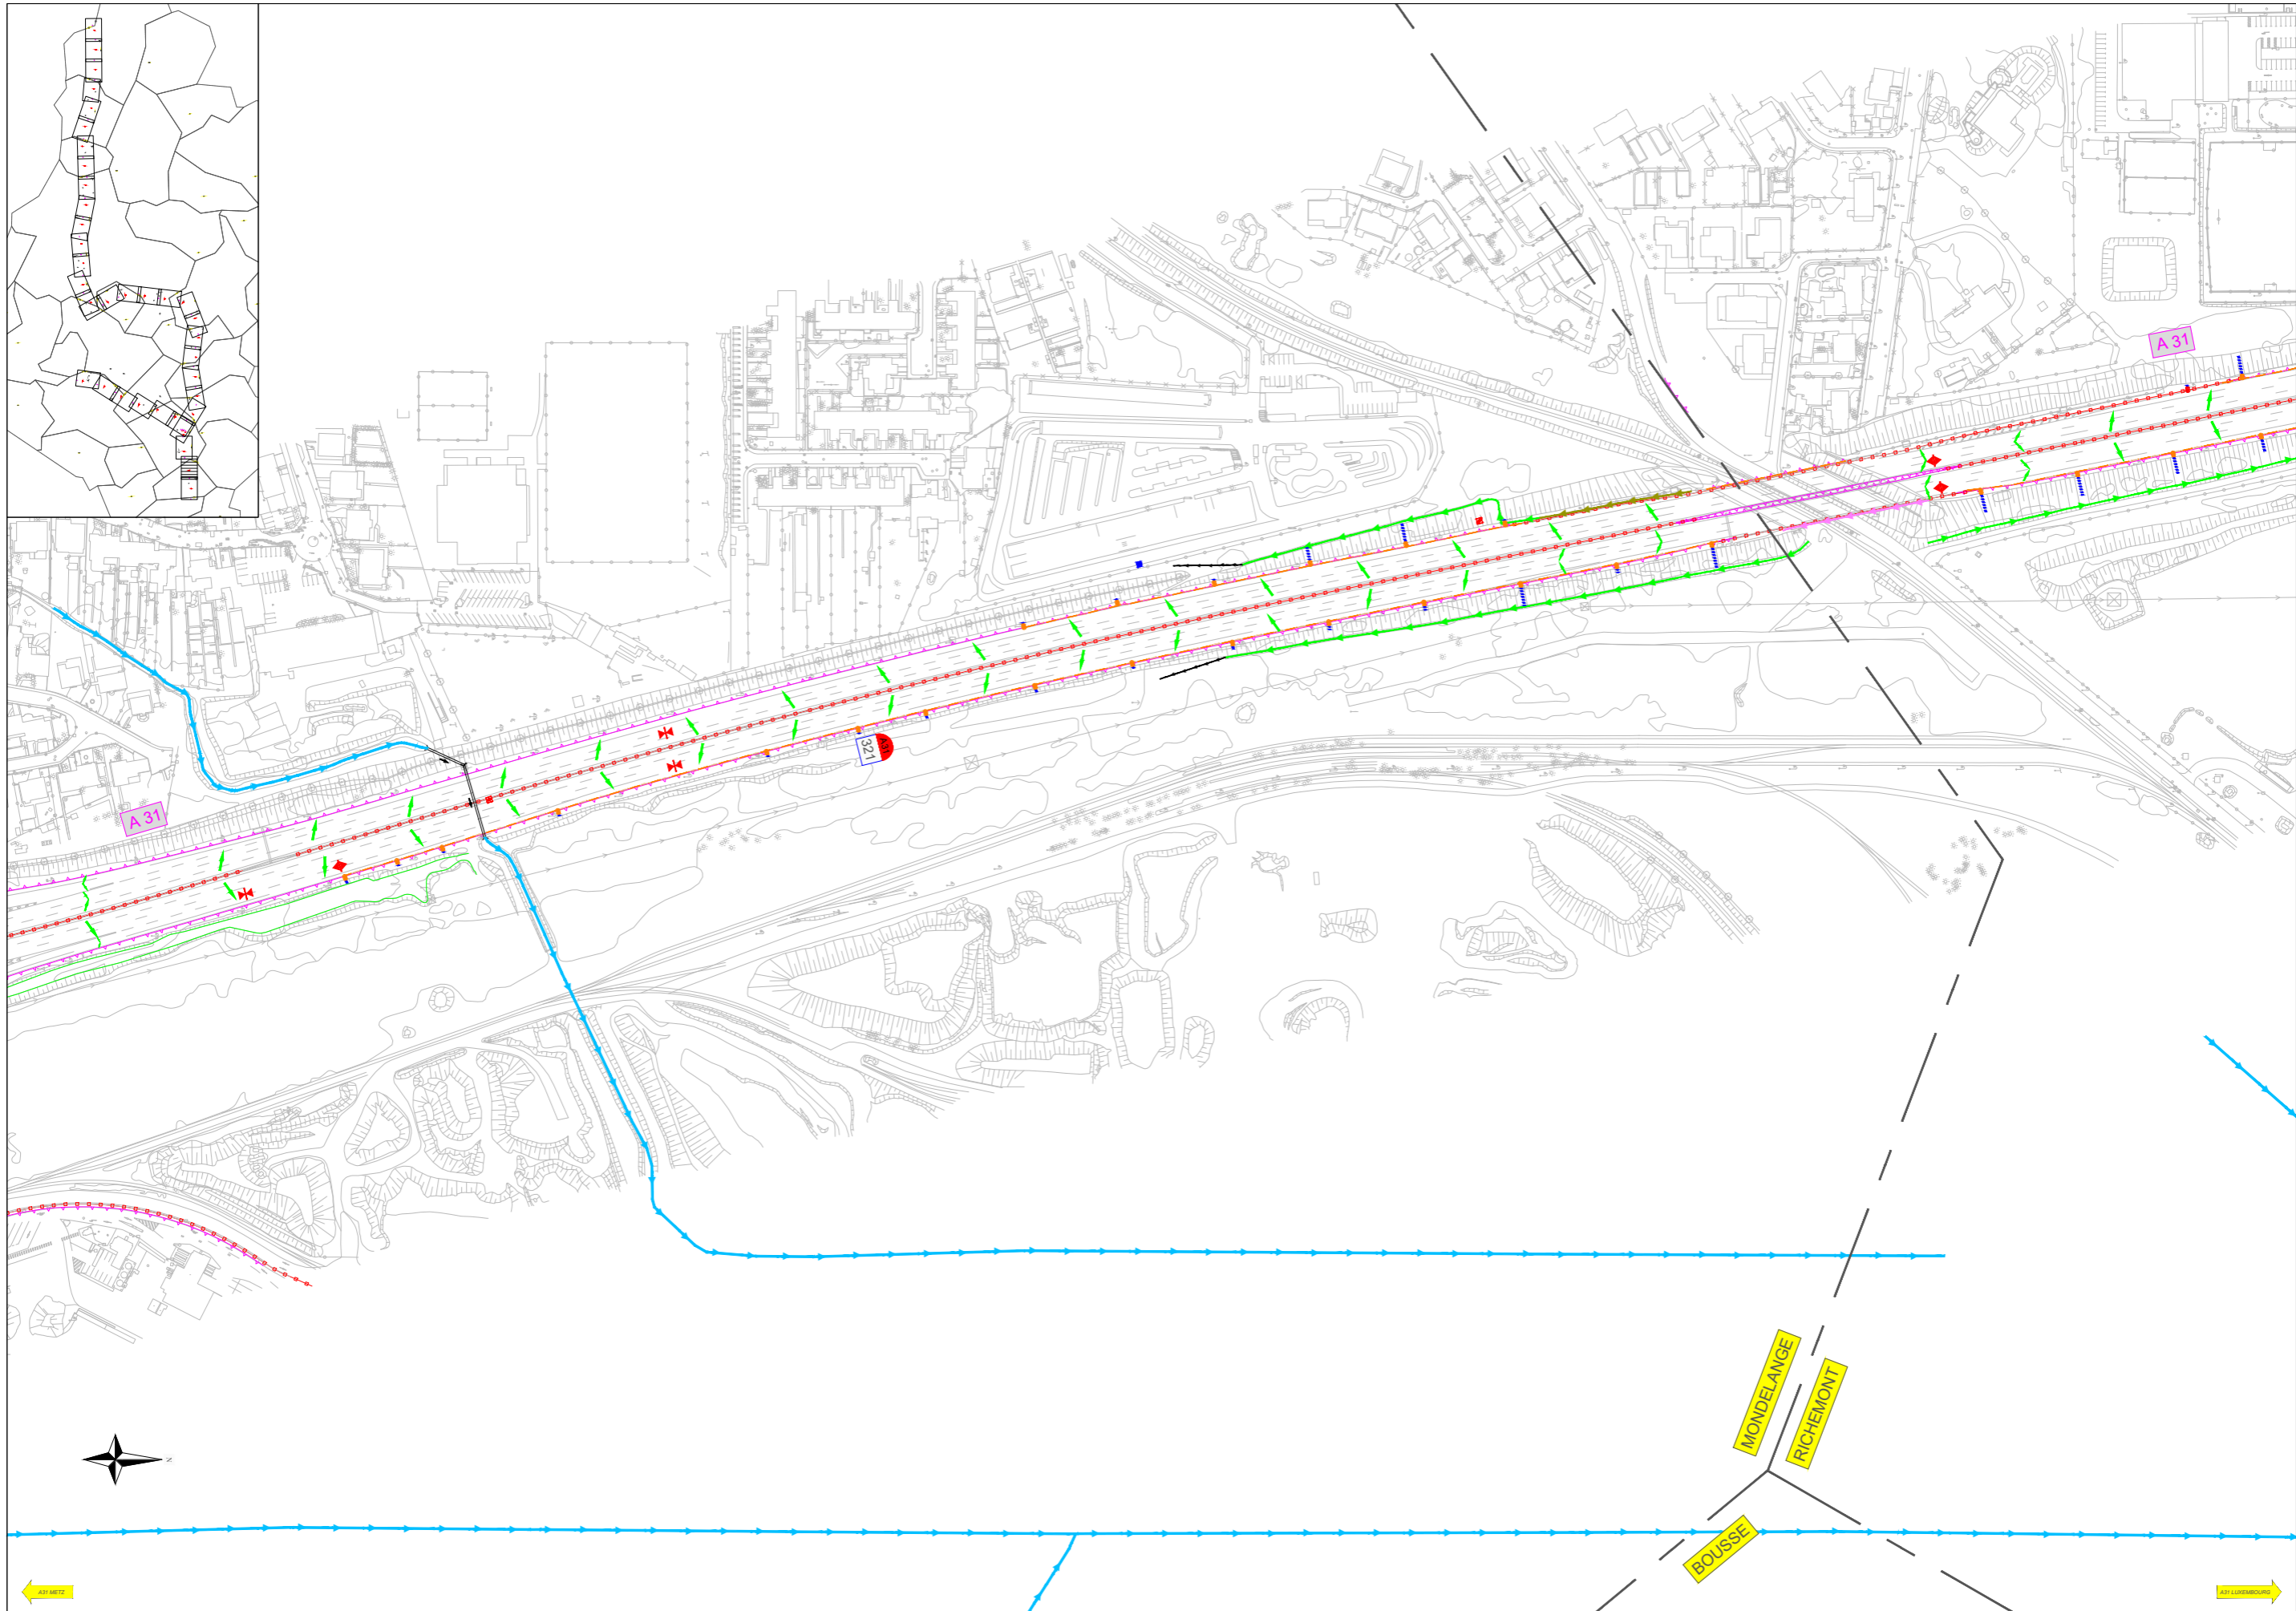 A 31
A 31
321
A31
MONDELANGE
RICHEMONT
N
BOUSSE
A31 METZ
A31 LUXEMBOURG